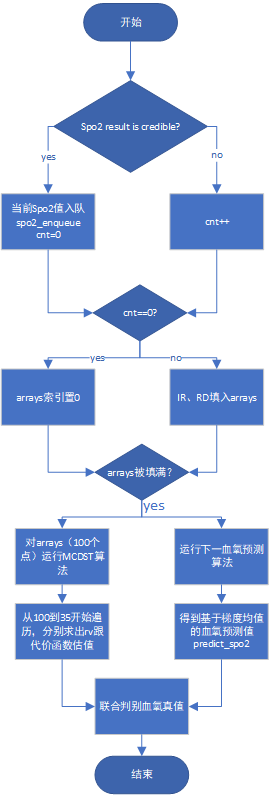 开始
Spo2 result is credible?
yes
no
当前Spo2值入队
spo2_enqueue
cnt=0
cnt++
cnt==0?
yes
no
arrays索引置0
IR、RD填入arrays
arrays被填满？
yes
对arrays（100个
点）运行MCDST算
法
运行下一血氧预测
算法
从100到35开始遍
历，分别求出rv跟
代价函数估值
得到基于梯度均值
的血氧预测值
predict_spo2
联合判别血氧真值
结束